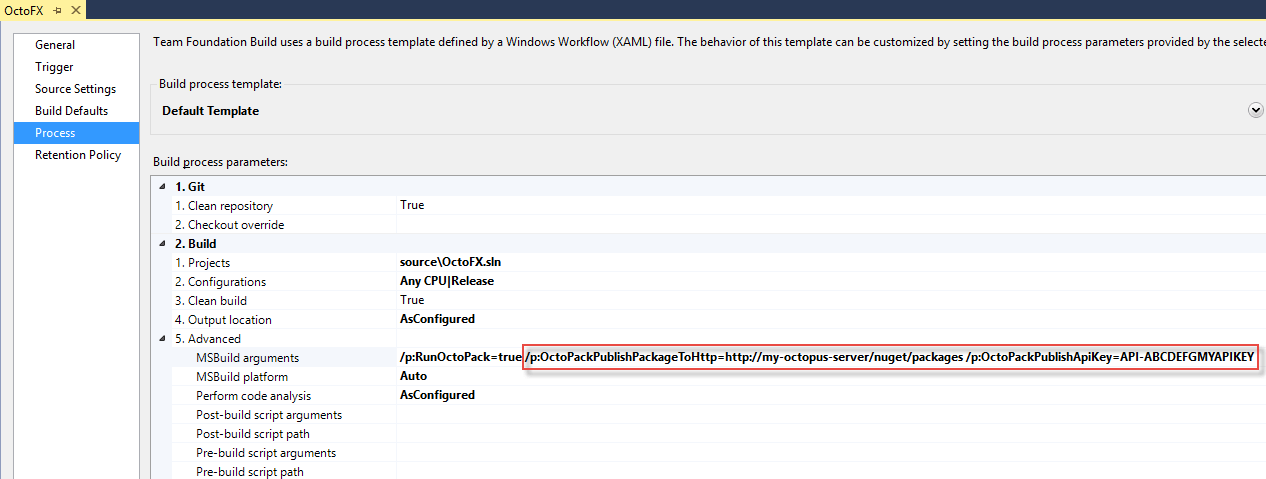 OctoFX
General
Trigger
Source Settings
Build Defaults
Process
Retention Policy
Team Foundation Build uses a build process template defined by a Windows Workflow (XAML) file. The behavior of this template can be customized by setting the build process parameters provided by the selecte
Build process template:
Default Template
Build process parameters:
1. Git
1. Clean repository True
2. Checkout override
2. Build
1. Projects source\OctoFX.sln
2. Configurations Any CPU|Release
3. Clean build True
4. Output location AsConfigured
5. Advanced
MSBuild arguments /p:RunOctoPack=true /p:OctoPackPublishPackageToHttp=http://my-octopus-server/nuget/packages /p:OctoPackPublishApiKey=API-ABCDEFGMYAPIKEY
MSBuild platform Auto
Perform code analysis AsConfigured
Post-build script arguments
Post-build script path
Pre-build script arguments
Pre-build script path